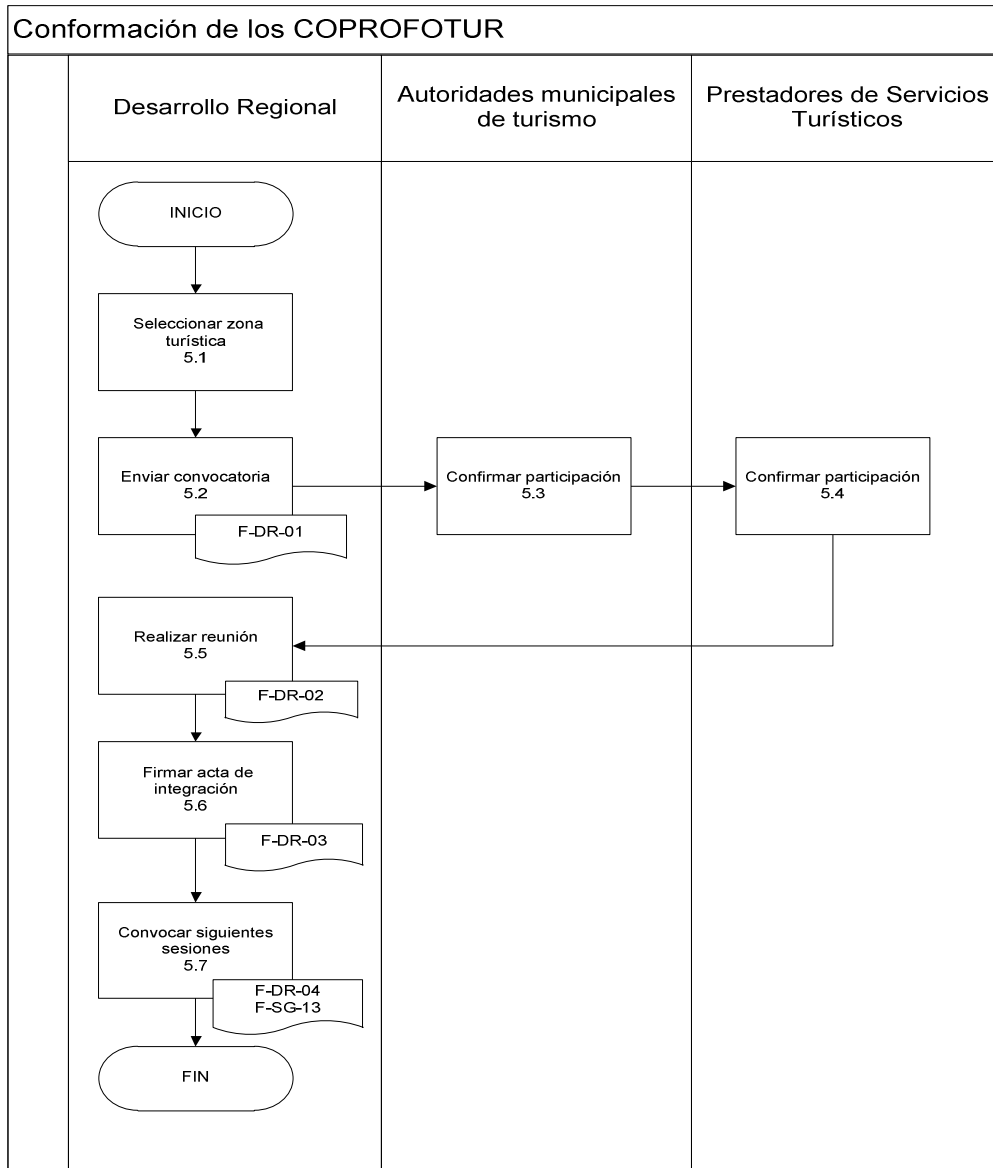 Conformación de los COPROFOTUR
Desarrollo Regional
Autoridades municipales
de turismo
Prestadores de Servicios
Turísticos
INICIO
Seleccionar zona
turística
5.1
Enviar convocatoria
5.2
F-DR-01
Confirmar participación
5.3
Confirmar participación
5.4
Realizar reunión
5.5
F-DR-02
Firmar acta de
integración
5.6
F-DR-03
Convocar siguientes
sesiones
5.7
F-DR-04
F-SG-13
FIN